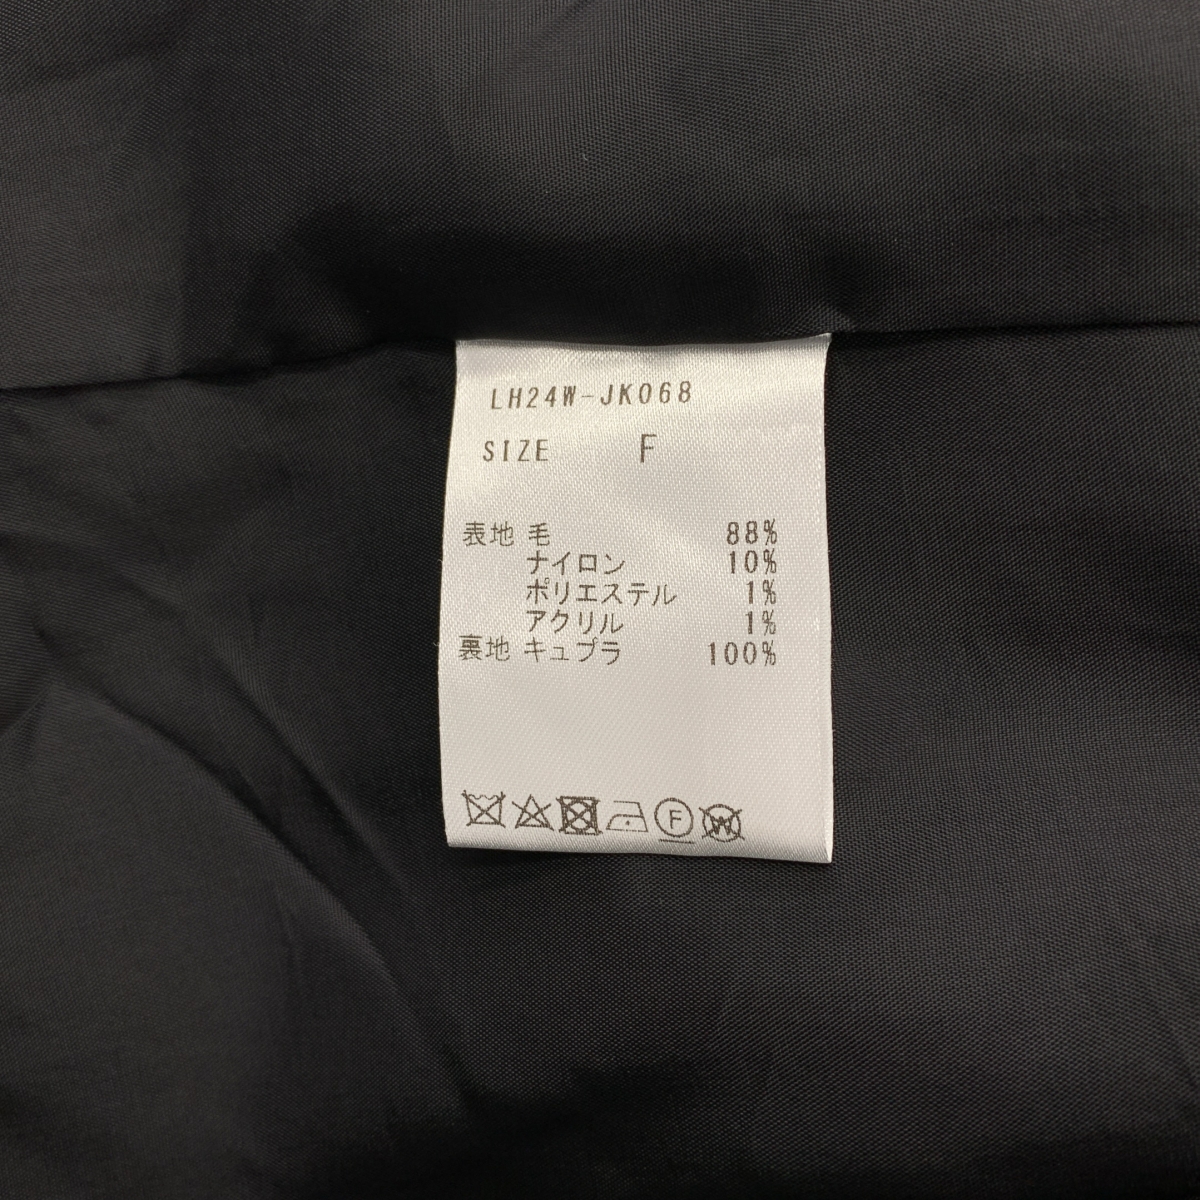 LH24W-JK068
SIZE F
表地 毛 88%
ナイロン 10%
ポリエステル 1%
アクリル 1%
裏地 キュプラ 100%
F W